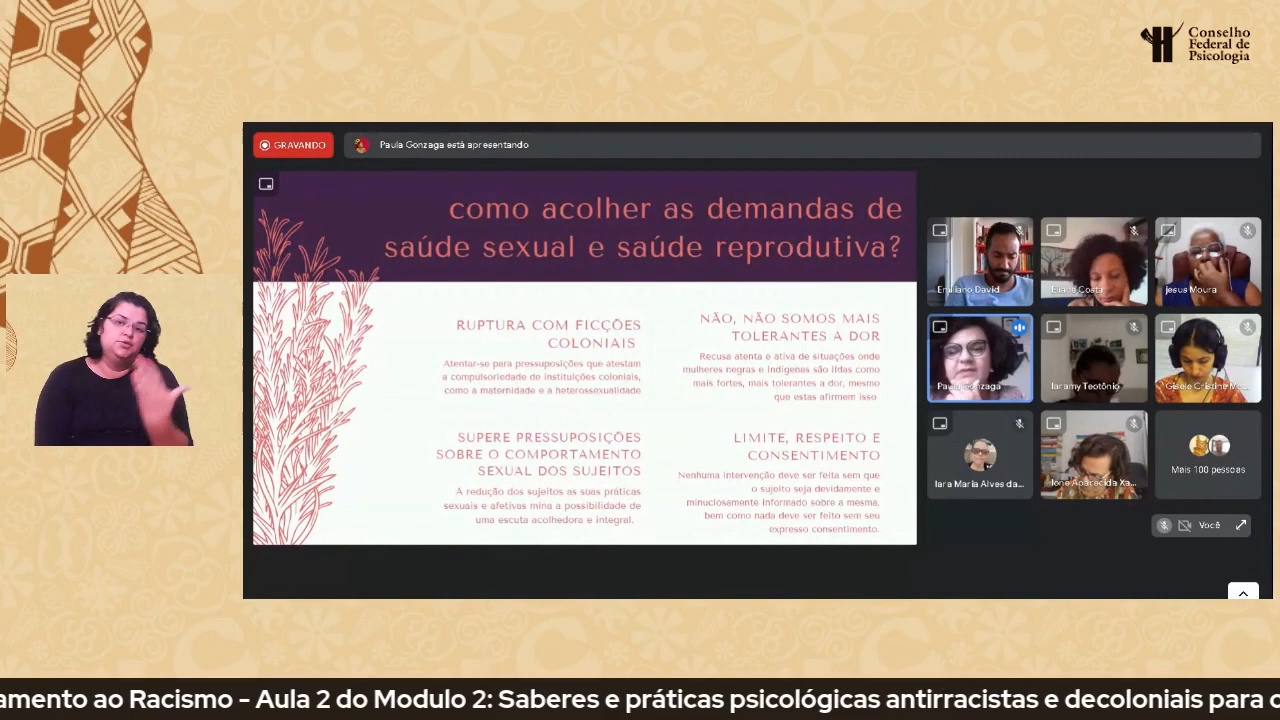 Conselho
Federal de
Psicologia
GRAVANDO
Paula Gonzaga está apresentando
como acolher as demandas de
saúde sexual e saúde reprodutiva?
RUPTURA COM FICÇÕES
COLONIAIS
Atentar-se para pressuposições que atestam
a compulsoriedade de instituições coloniais,
como a maternidade e a heterossexualidade
NÃO, NÃO SOMOS MAIS
TOLERANTES A DOR
Recusa atenta e ativa de situações onde
mulheres negras e indígenas são lidas como
mais fortes, mais tolerantes a dor, mesmo
que estas afirmem isso
SUPERE PRESSUPOSIÇÕES
SOBRE O COMPORTAMENTO
SEXUAL DOS SUJEITOS
A redução dos sujeitos as suas práticas
sexuais e afetivas mina a possibilidade de
uma escuta acolhedora e integral.
LIMITE, RESPEITO E
CONSENTIMENTO
Nenhuma intervenção deve ser feita sem que
o sujeito seja devidamente e
minuciosamente informado sobre a mesma,
bem como nada deve ser feito sem seu
expresso consentimento.
Emiliano David
Eliane Costa
jesus Moura
Paula Gonzaga
Iaramy Teotônio
Gisele Cristine Mo...
Iara Maria Alves da...
Ione Aparecida Xa...
Mais 100 pessoas
Você
amento ao Racismo - Aula 2 do Modulo 2: Saberes e práticas psicológicas antirracistas e decoloniais para